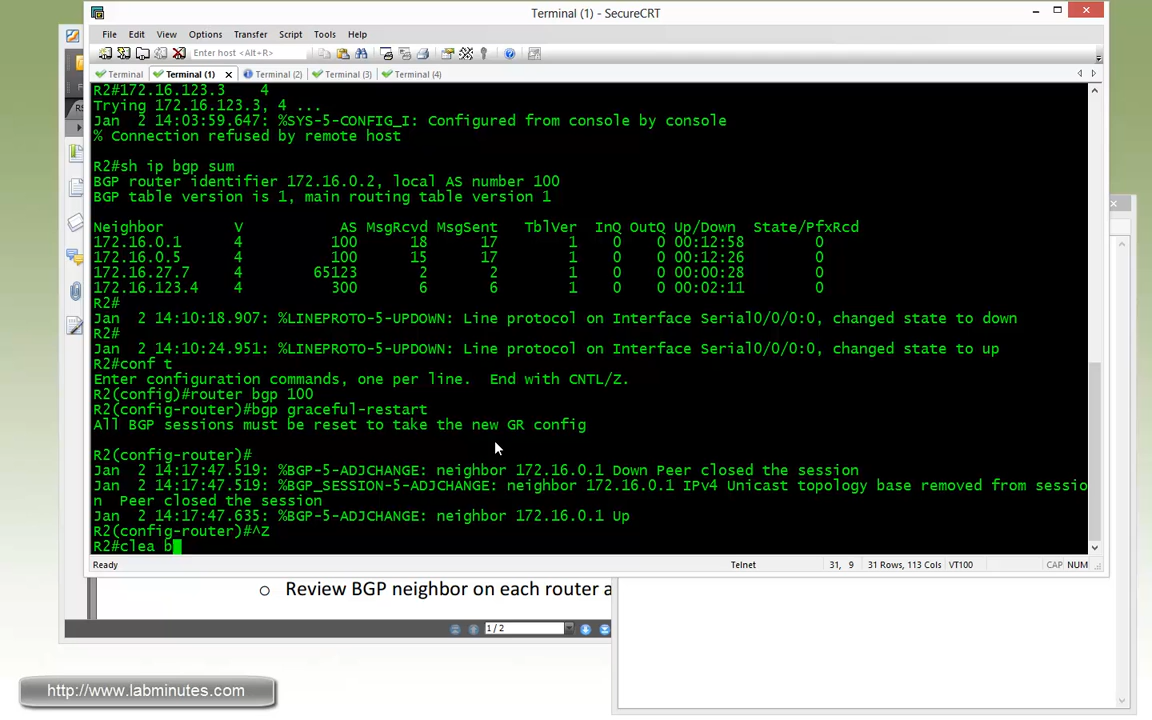 Terminal (1) - SecureCRT
File Edit View Options Transfer Script Tools Help
Enter host <Alt+R>
Terminal Terminal (1) Terminal (2) Terminal (3) Terminal (4)
R2#172.16.123.3    4
Trying 172.16.123.3, 4 ...
Jan  2 14:03:59.647: %SYS-5-CONFIG_I: Configured from console by console
% Connection refused by remote host
R2#sh ip bgp sum
BGP router identifier 172.16.0.2, local AS number 100
BGP table version is 1, main routing table version 1
Neighbor        V           AS MsgRcvd MsgSent   TblVer  InQ OutQ Up/Down  State/PfxRcd
172.16.0.1      4          100      18      17        1    0    0 00:12:58        0
172.16.0.5      4          100      15      17        1    0    0 00:12:26        0
172.16.27.7     4        65123       2       2        1    0    0 00:00:28        0
172.16.123.4    4          300       6       6        1    0    0 00:02:11        0
R2#
Jan  2 14:10:18.907: %LINEPROTO-5-UPDOWN: Line protocol on Interface Serial0/0/0:0, changed state to down
R2#
Jan  2 14:10:24.951: %LINEPROTO-5-UPDOWN: Line protocol on Interface Serial0/0/0:0, changed state to up
R2#conf t
Enter configuration commands, one per line.  End with CNTL/Z.
R2(config)#router bgp 100
R2(config-router)#bgp graceful-restart
All BGP sessions must be reset to take the new GR config
R2(config-router)#
Jan  2 14:17:47.519: %BGP-5-ADJCHANGE: neighbor 172.16.0.1 Down Peer closed the session
Jan  2 14:17:47.519: %BGP_SESSION-5-ADJCHANGE: neighbor 172.16.0.1 IPv4 Unicast topology base removed from sessio
n  Peer closed the session
Jan  2 14:17:47.635: %BGP-5-ADJCHANGE: neighbor 172.16.0.1 Up
R2(config-router)#^Z
R2#clea b
Ready Telnet 31, 9 31 Rows, 113 Cols VT100 CAP NUM
o Review BGP neighbor on each router a
1 / 2
http://www.labminutes.com